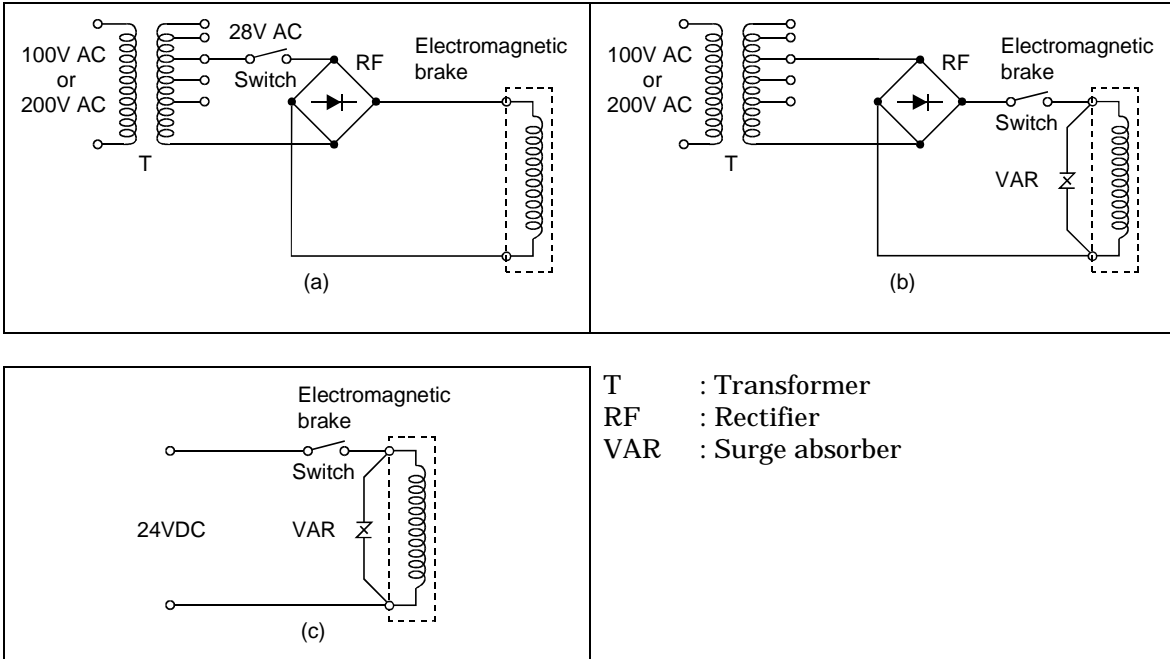 28V AC
Electromagnetic
brake
100V AC
or
200V AC
Switch
RF
T
(a)
Electromagnetic
brake
100V AC
or
200V AC
RF
Switch
VAR
T
(b)
Electromagnetic
brake
Switch
24VDC
VAR
(c)
T : Transformer
RF : Rectifier
VAR : Surge absorber